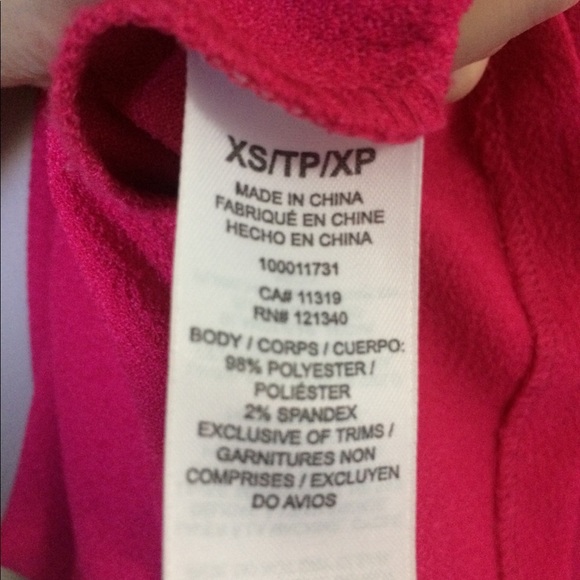 XS/TP/XP
MADE IN CHINA
FABRIQUÉ EN CHINE
HECHO EN CHINA
100011731
CA# 11319
RN# 121340
BODY / CORPS / CUERPO:
98% POLYESTER /
POLIÉSTER
2% SPANDEX
EXCLUSIVE OF TRIMS /
GARNITURES NON
COMPRISES / EXCLUYEN
DO AVIOS